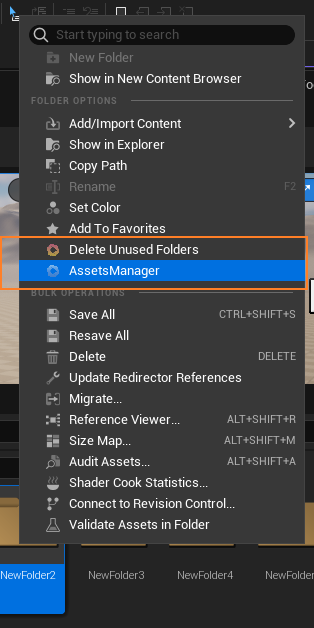 Start typing to search
New Folder
Show in New Content Browser
FOLDER OPTIONS
Add/Import Content
Show in Explorer
Copy Path
Rename F2
Set Color
Add To Favorites
Delete Unused Folders
AssetsManager
BULK OPERATIONS
Save All CTRL+SHIFT+S
Resave All
Delete DELETE
Update Redirector References
Migrate...
Reference Viewer... ALT+SHIFT+R
Size Map... ALT+SHIFT+M
Audit Assets... ALT+SHIFT+A
Shader Cook Statistics...
Connect to Revision Control...
Validate Assets in Folder
NewFolder2 NewFolder3 NewFolder4 NewFolder